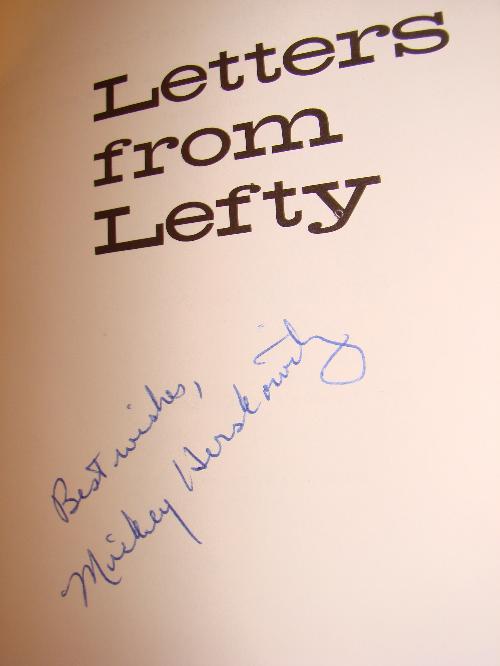 Letters
from
Lefty
Best wishes,
Mickey Herskowitz